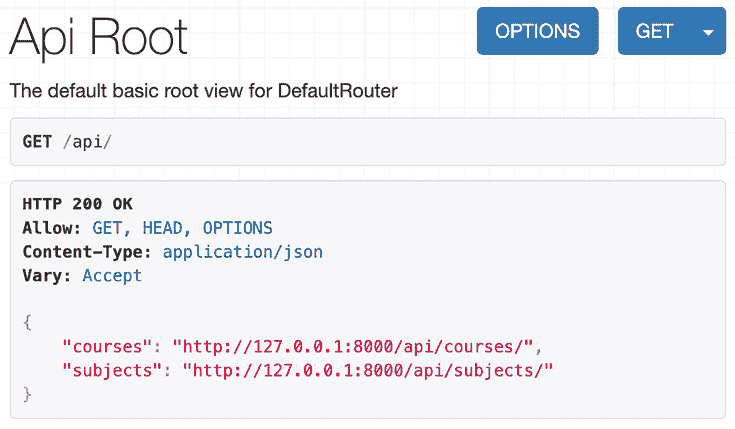 Api Root
OPTIONS
GET
The default basic root view for DefaultRouter
GET /api/
HTTP 200 OK
Allow: GET, HEAD, OPTIONS
Content-Type: application/json
Vary: Accept
{
    "courses": "http://127.0.0.1:8000/api/courses/",
    "subjects": "http://127.0.0.1:8000/api/subjects/"
}